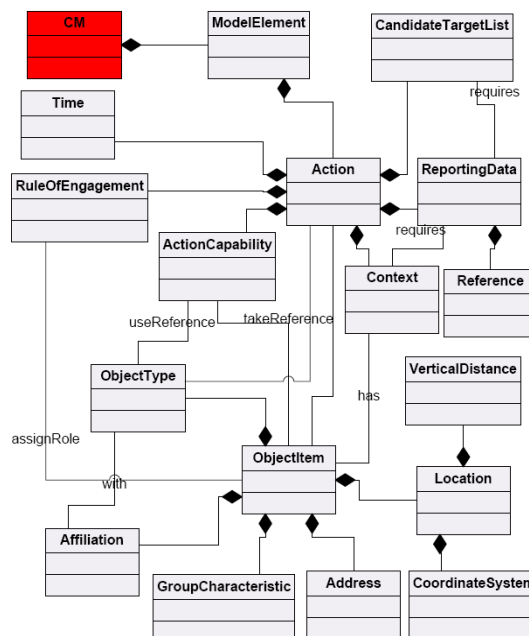 CM
ModelElement
CandidateTargetList
Time
requires
RuleOfEngagement
Action
ReportingData
requires
ActionCapability
Context
Reference
useReference
takeReference
ObjectType
VerticalDistance
has
assignRole
ObjectItem
with
Location
Affiliation
GroupCharacteristic
Address
CoordinateSystem